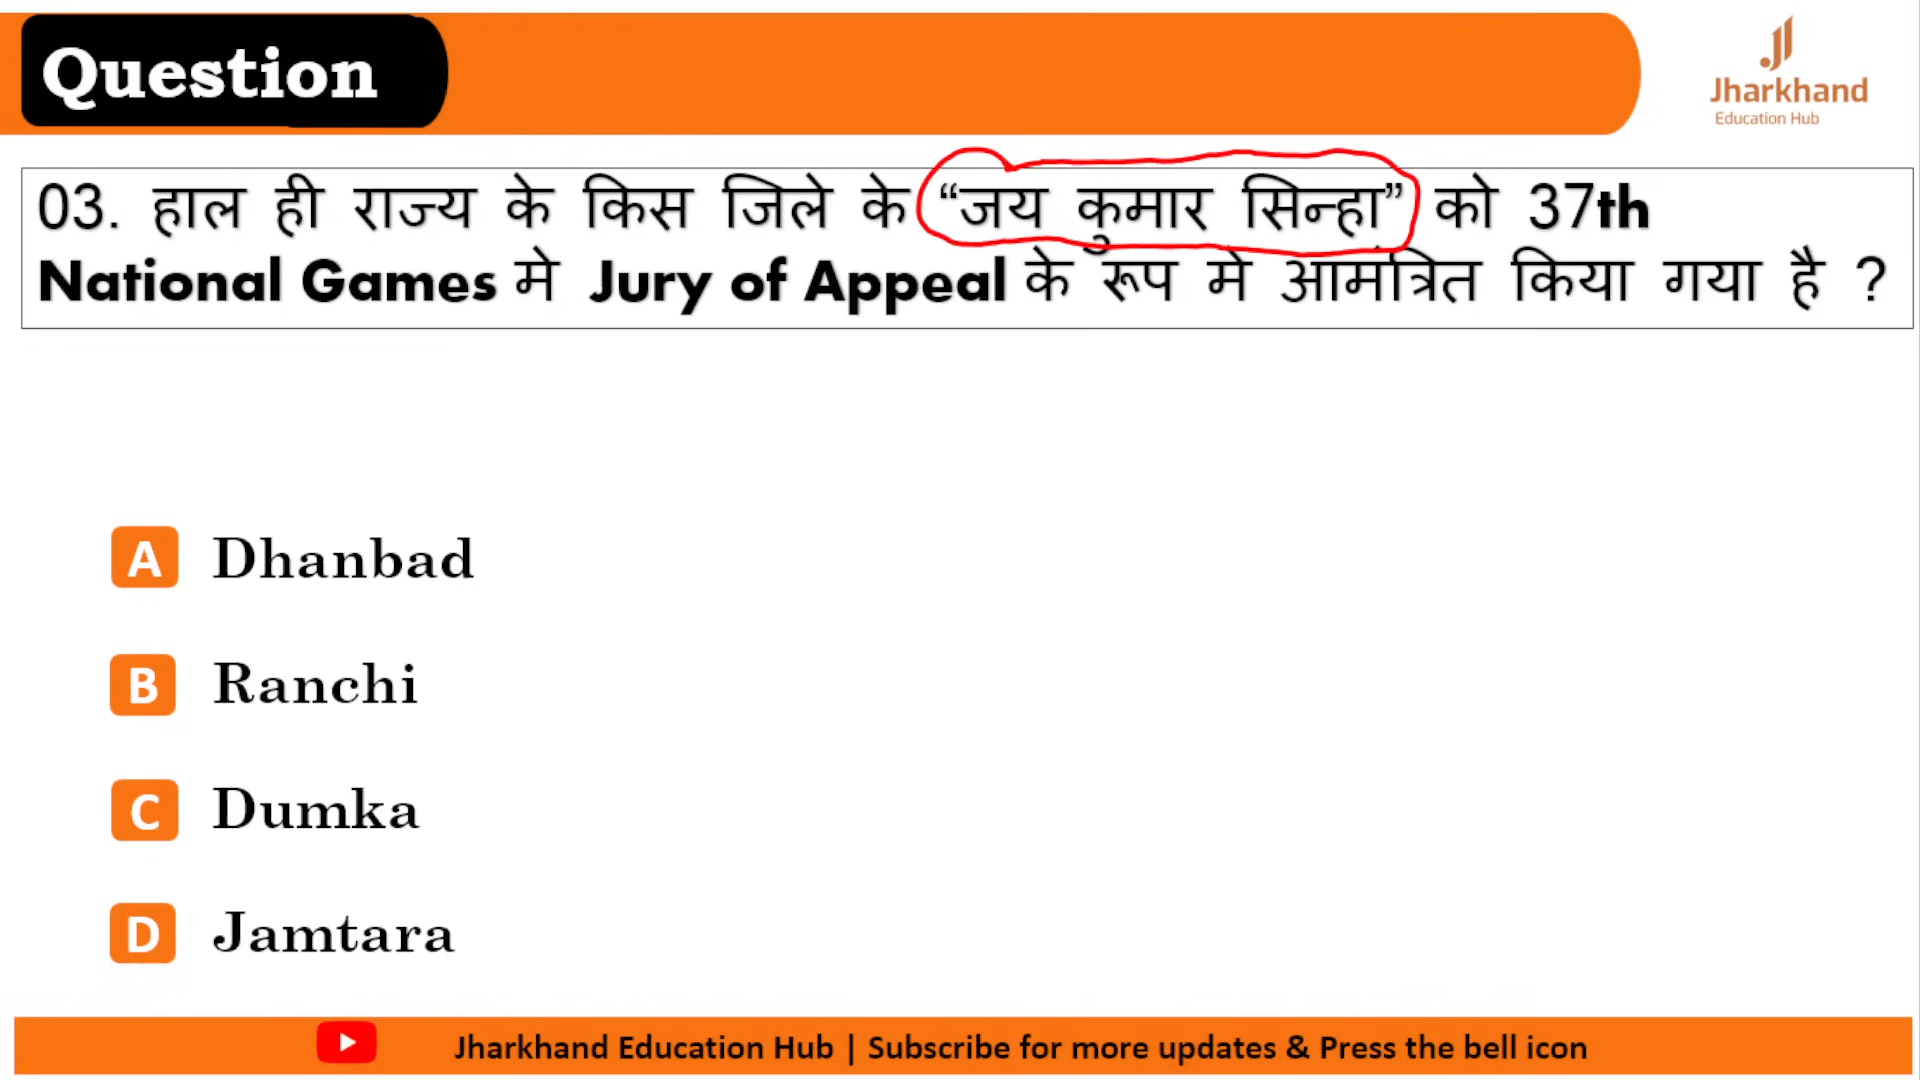 Question
Jharkhand
Education Hub
03. हाल ही राज्य के किस जिले के “जय कुमार सिन्हा” को 37th
National Games मे Jury of Appeal के रूप में आमंत्रित किया गया है ?
A Dhanbad
B Ranchi
C Dumka
D Jamtara
Jharkhand Education Hub | Subscribe for more updates & Press the bell icon